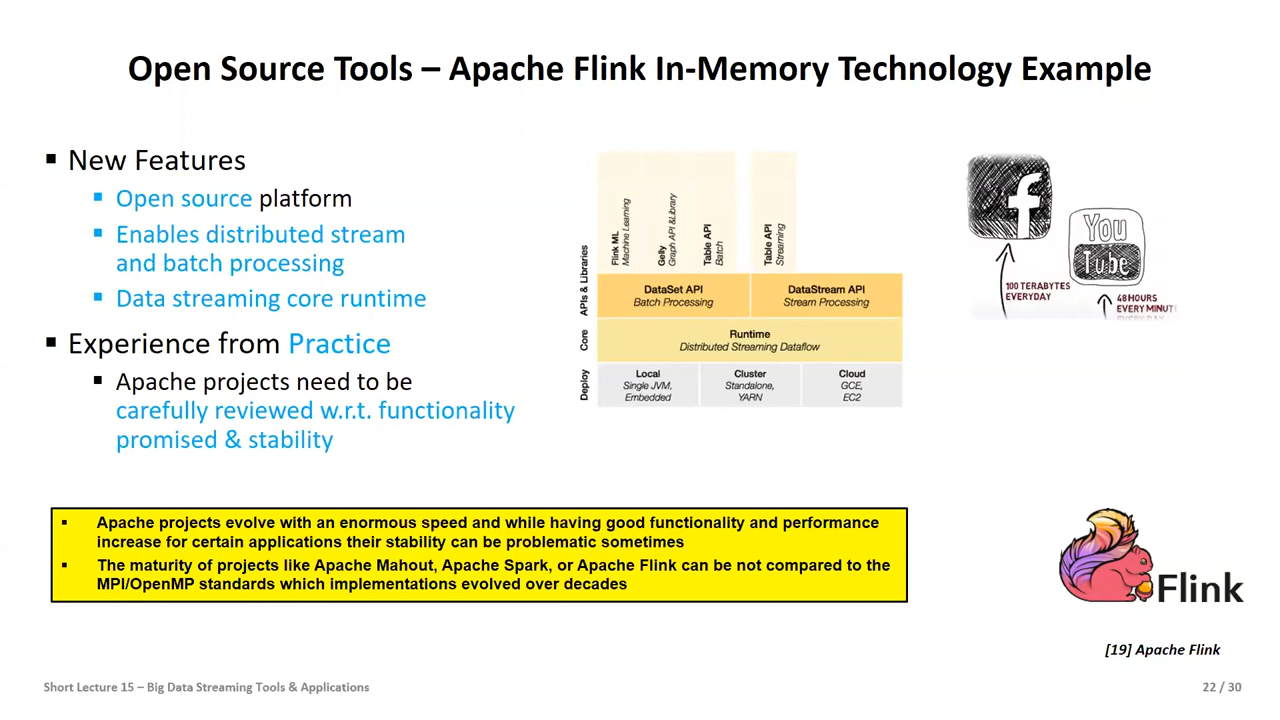 Open Source Tools – Apache Flink In-Memory Technology Example
▪ New Features
▪ Open source platform
▪ Enables distributed stream
and batch processing
▪ Data streaming core runtime
▪ Experience from Practice
▪ Apache projects need to be
carefully reviewed w.r.t. functionality
promised & stability
APIs & Libraries
Flink ML
Machine Learning
Gelly
Graph API & Library
Table API
Batch
Table API
Streaming
DataSet API
Batch Processing
DataStream API
Stream Processing
Core
Runtime
Distributed Streaming Dataflow
Deploy
Local
Single JVM,
Embedded
Cluster
Standalone,
YARN
Cloud
GCE,
EC2
f
You
Tube
100 TERABYTES
EVERYDAY
48 HOURS
EVERY MINUT
EVERY DAY
▪ Apache projects evolve with an enormous speed and while having good functionality and performance
increase for certain applications their stability can be problematic sometimes
▪ The maturity of projects like Apache Mahout, Apache Spark, or Apache Flink can be not compared to the
MPI/OpenMP standards which implementations evolved over decades
Flink
[19] Apache Flink
Short Lecture 15 – Big Data Streaming Tools & Applications
22 / 30